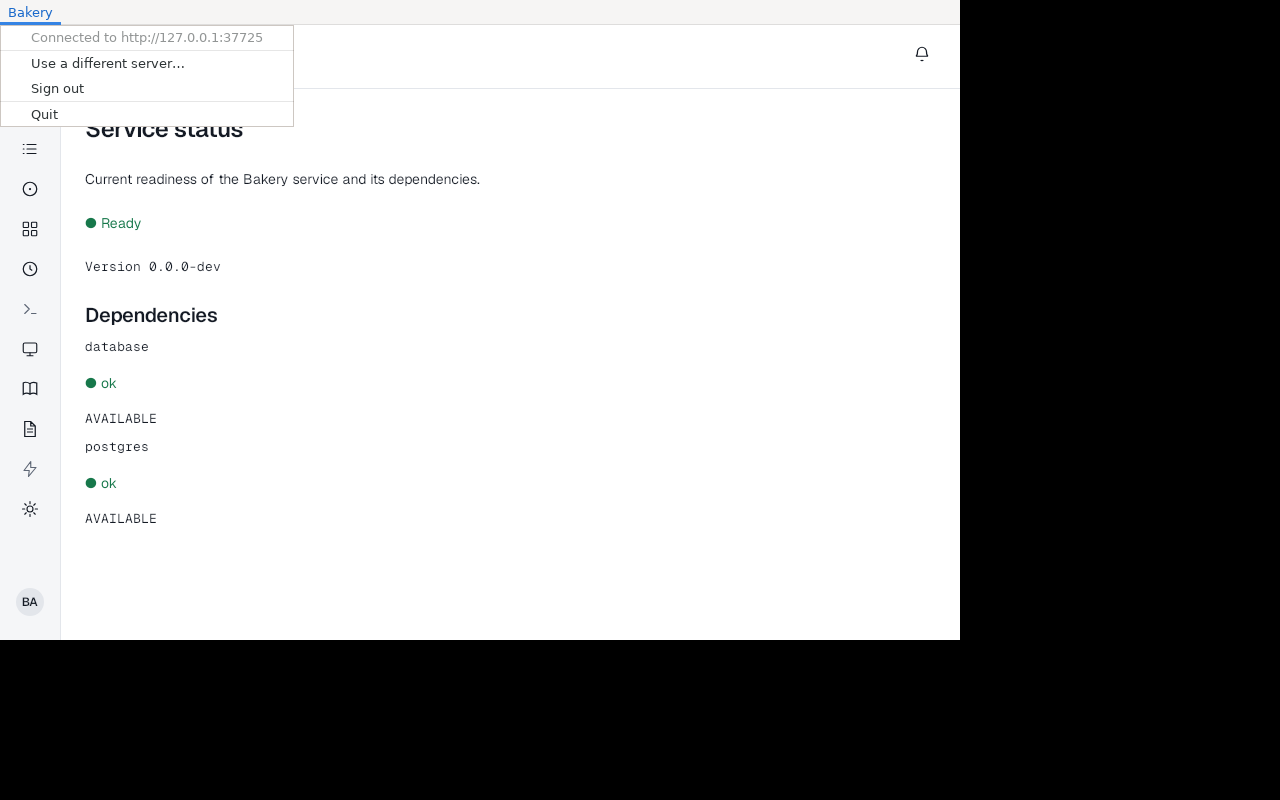 Bakery
Connected to http://127.0.0.1:37725
Use a different server...
Sign out
Quit
Service status
Current readiness of the Bakery service and its dependencies.
Ready
Version 0.0.0-dev
Dependencies
database
ok
AVAILABLE
postgres
ok
AVAILABLE
BA